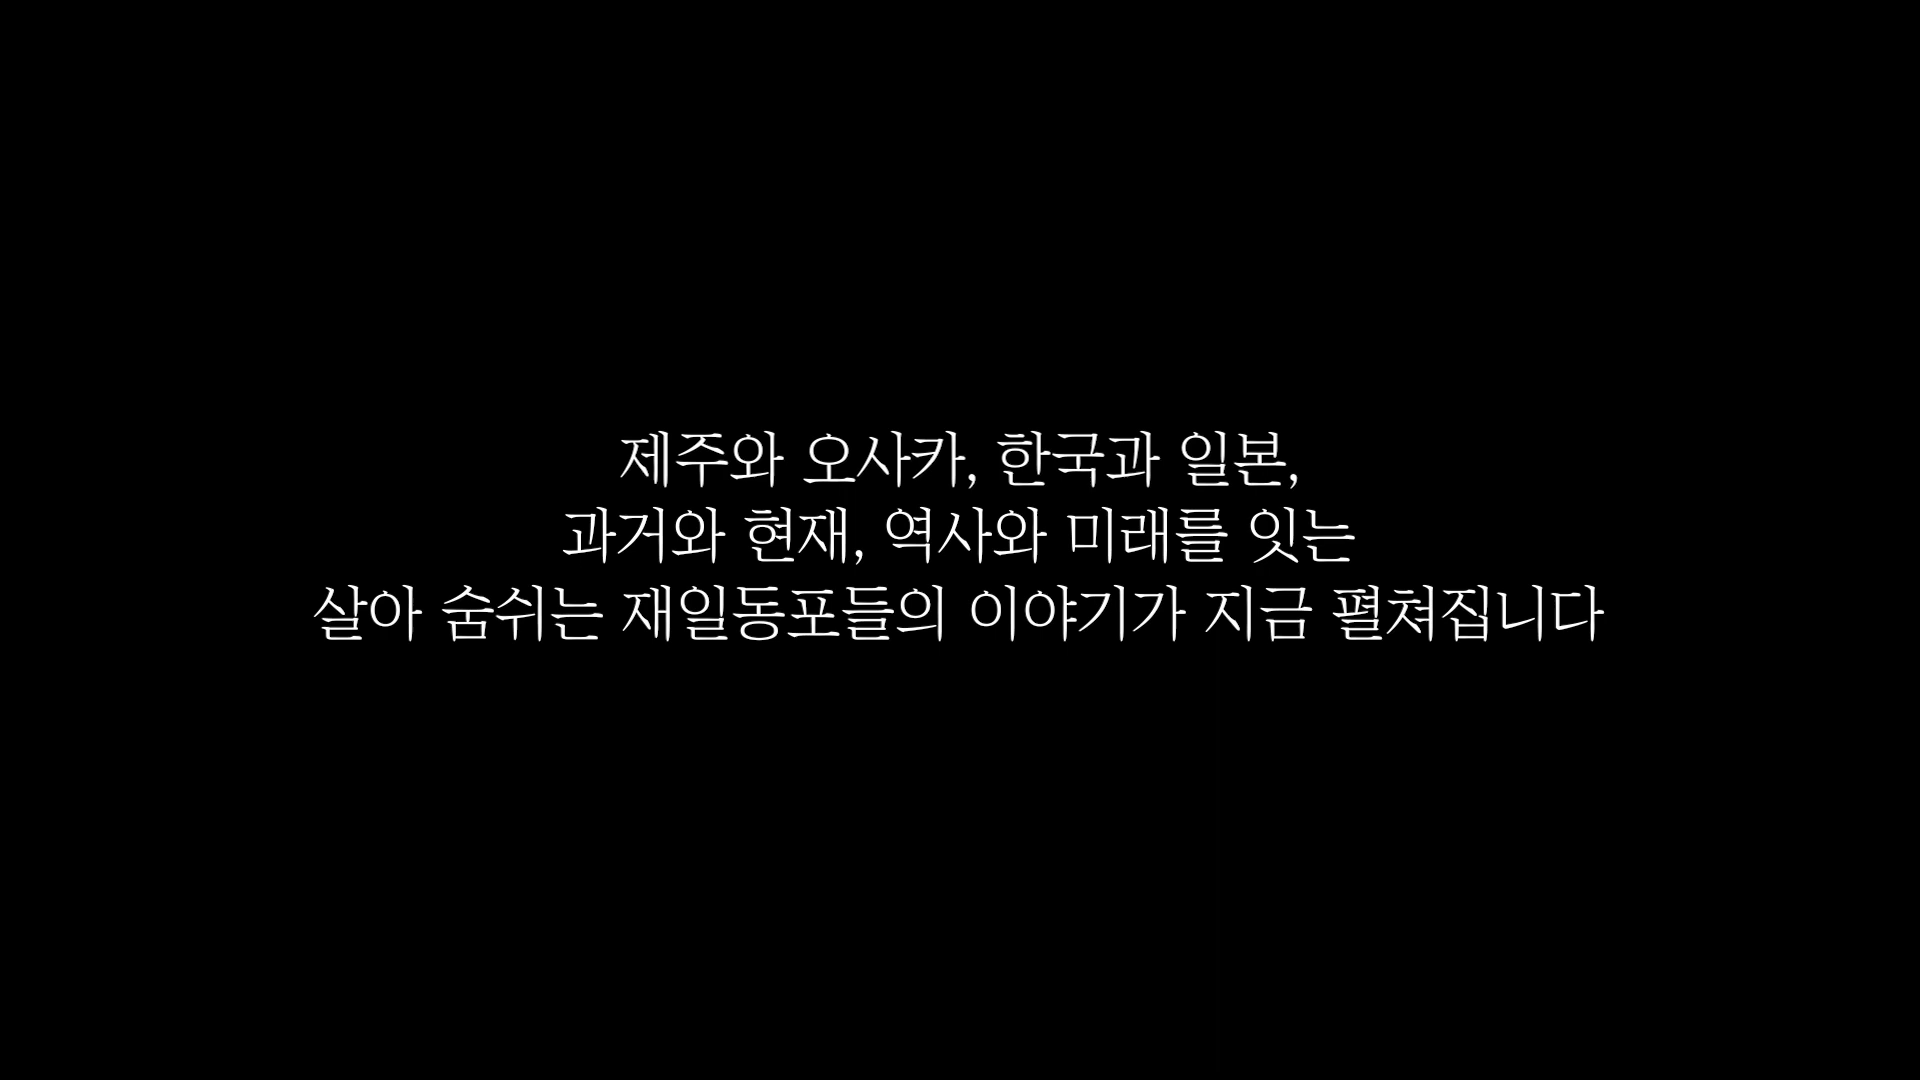 제주와 오사카, 한국과 일본,
과거와 현재, 역사와 미래를 잇는
살아 숨쉬는 재일동포들의 이야기가 지금 펼쳐집니다